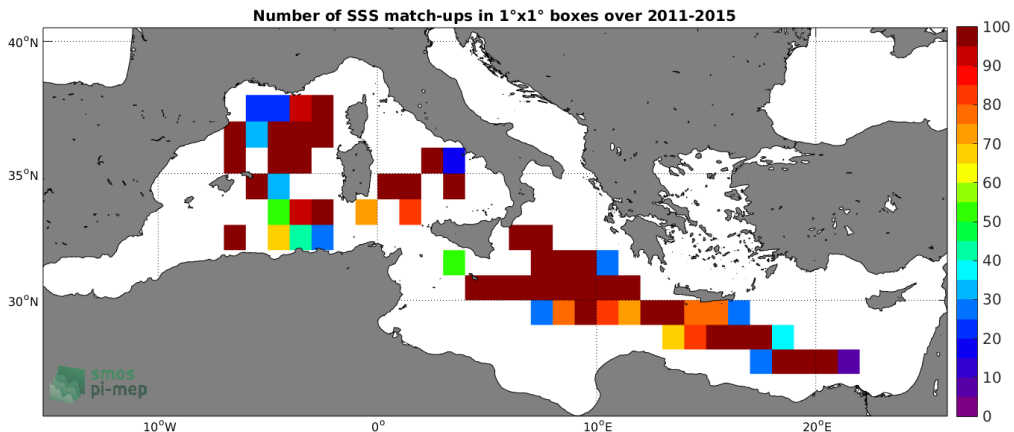 Number of SSS match-ups in 1°x1° boxes over 2011-2015
40°N
35°N
30°N
10°W
0°
10°E
20°E
100
90
80
70
60
50
40
30
20
10
0
smos
pi-mep